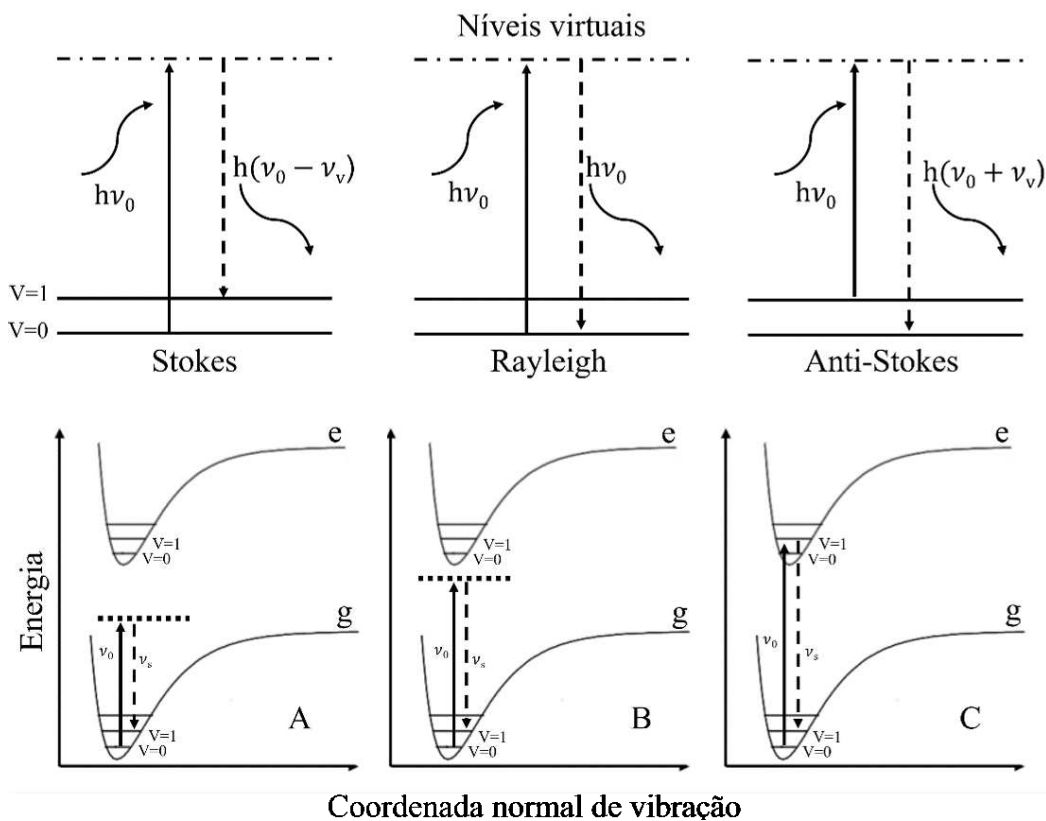 Níveis virtuais
hν₀
h(ν₀ − νᵥ)
hν₀
hν₀
hν₀
h(ν₀ + νᵥ)
V=1
V=0
Stokes
Rayleigh
Anti-Stokes
Energia
e
V=1
V=0
g
ν₀
νₛ
V=1
V=0
A
e
V=1
V=0
g
ν₀
νₛ
V=1
V=0
B
e
V=1
V=0
g
ν₀
νₛ
V=1
V=0
C
Coordenada normal de vibração